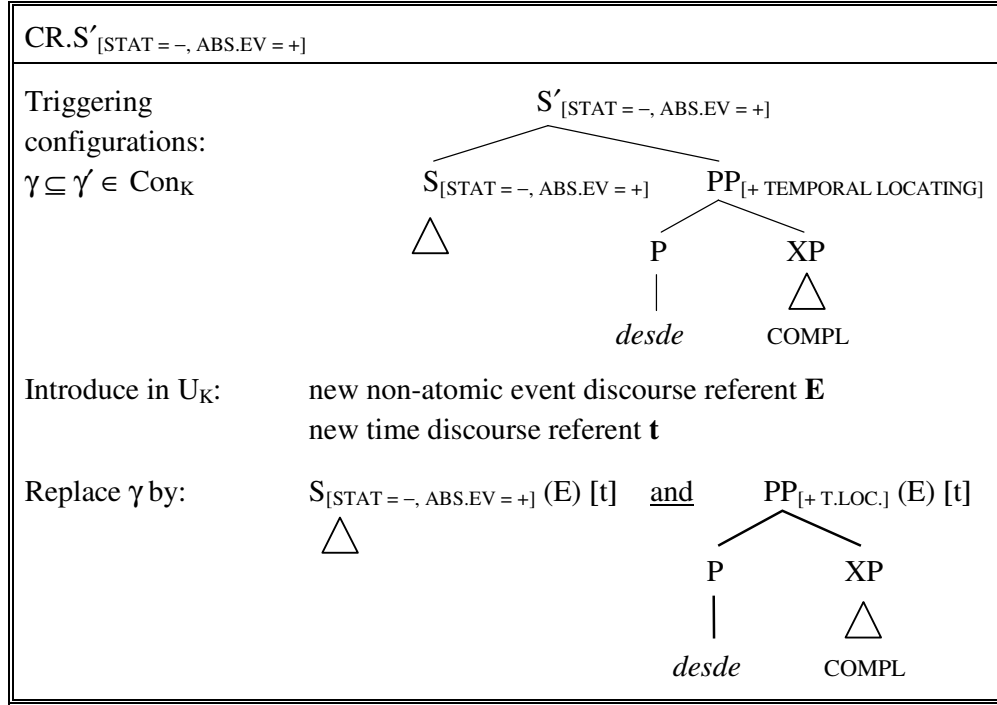 CR.S′[STAT = –, ABS.EV = +]
Triggering S′[STAT = –, ABS.EV = +]
configurations:
γ ⊆ γ′ ∈ ConK S[STAT = –, ABS.EV = +] PP[+ TEMPORAL LOCATING]
P XP
desde COMPL
Introduce in UK: new non-atomic event discourse referent E
new time discourse referent t
Replace γ by: S[STAT = –, ABS.EV = +] (E) [t] and PP[+ T.LOC.] (E) [t]
P XP
desde COMPL